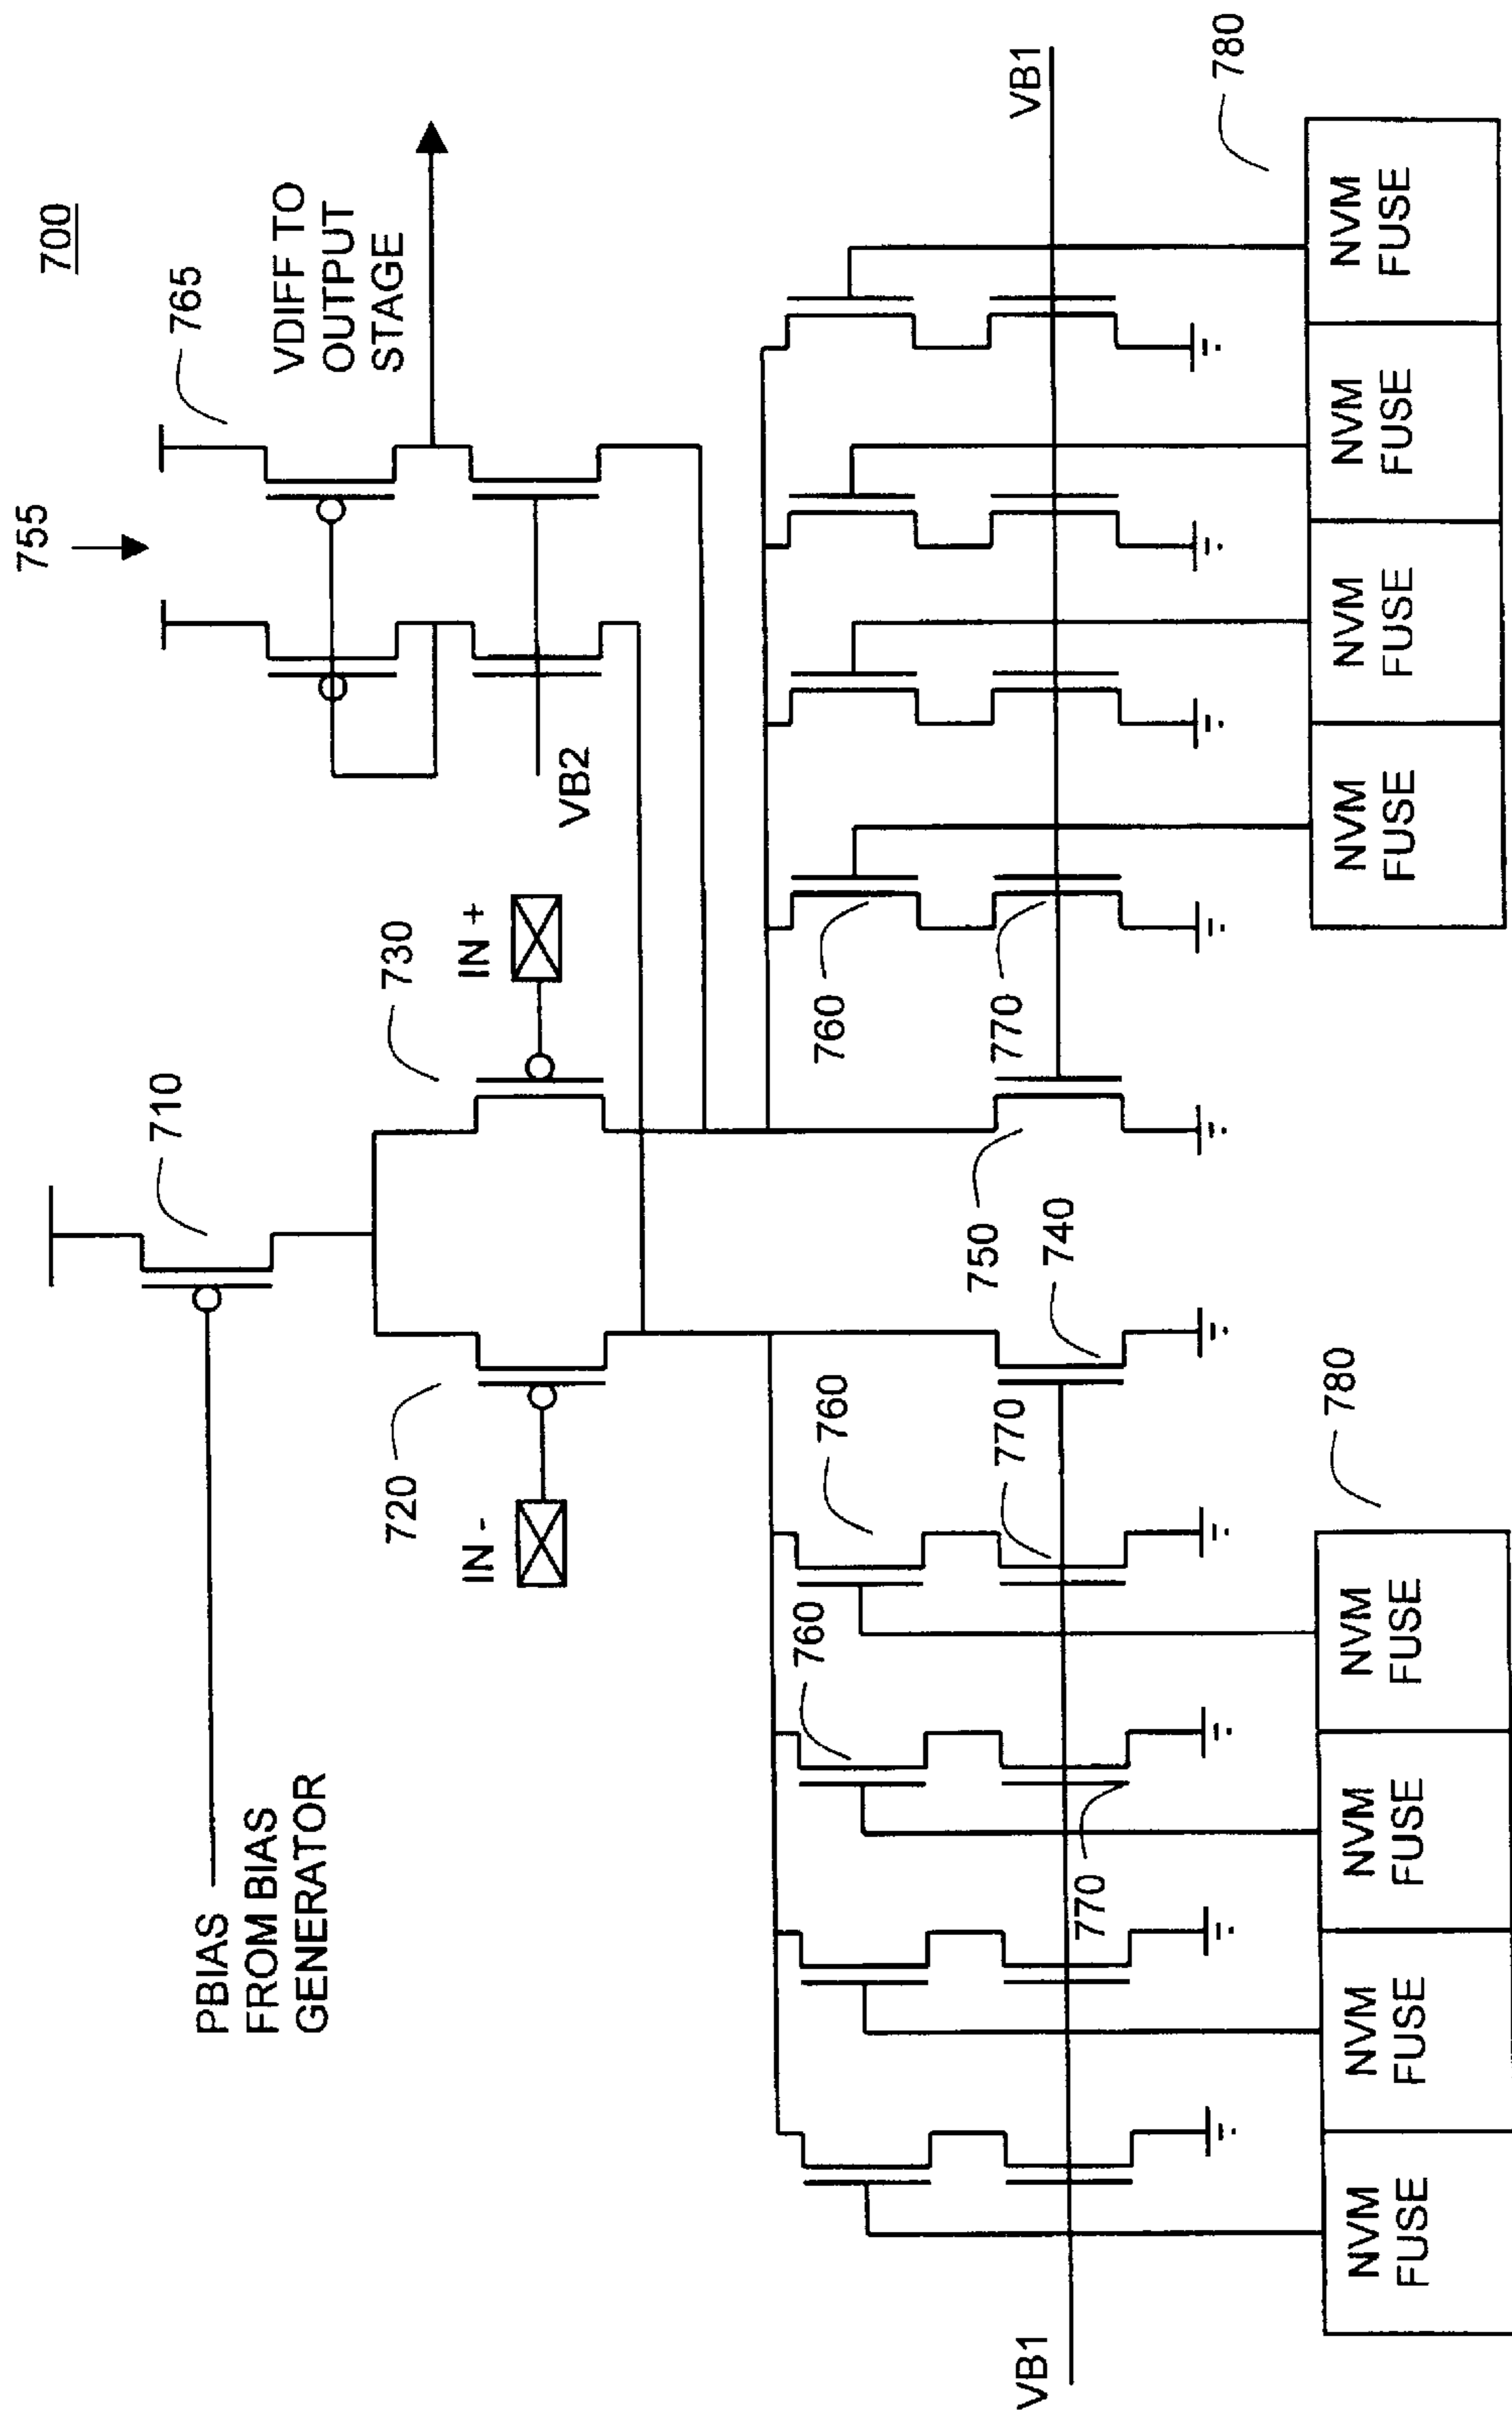 700
755
765
VDIFF TO
OUTPUT
STAGE
710
PBIAS
FROM BIAS
GENERATOR
720
730
IN -
IN +
VB2
760
760
760
770
770
770
740
750
VB1
VB1
780
780
NVM
FUSE
NVM
FUSE
NVM
FUSE
NVM
FUSE
NVM
FUSE
NVM
FUSE
NVM
FUSE
NVM
FUSE